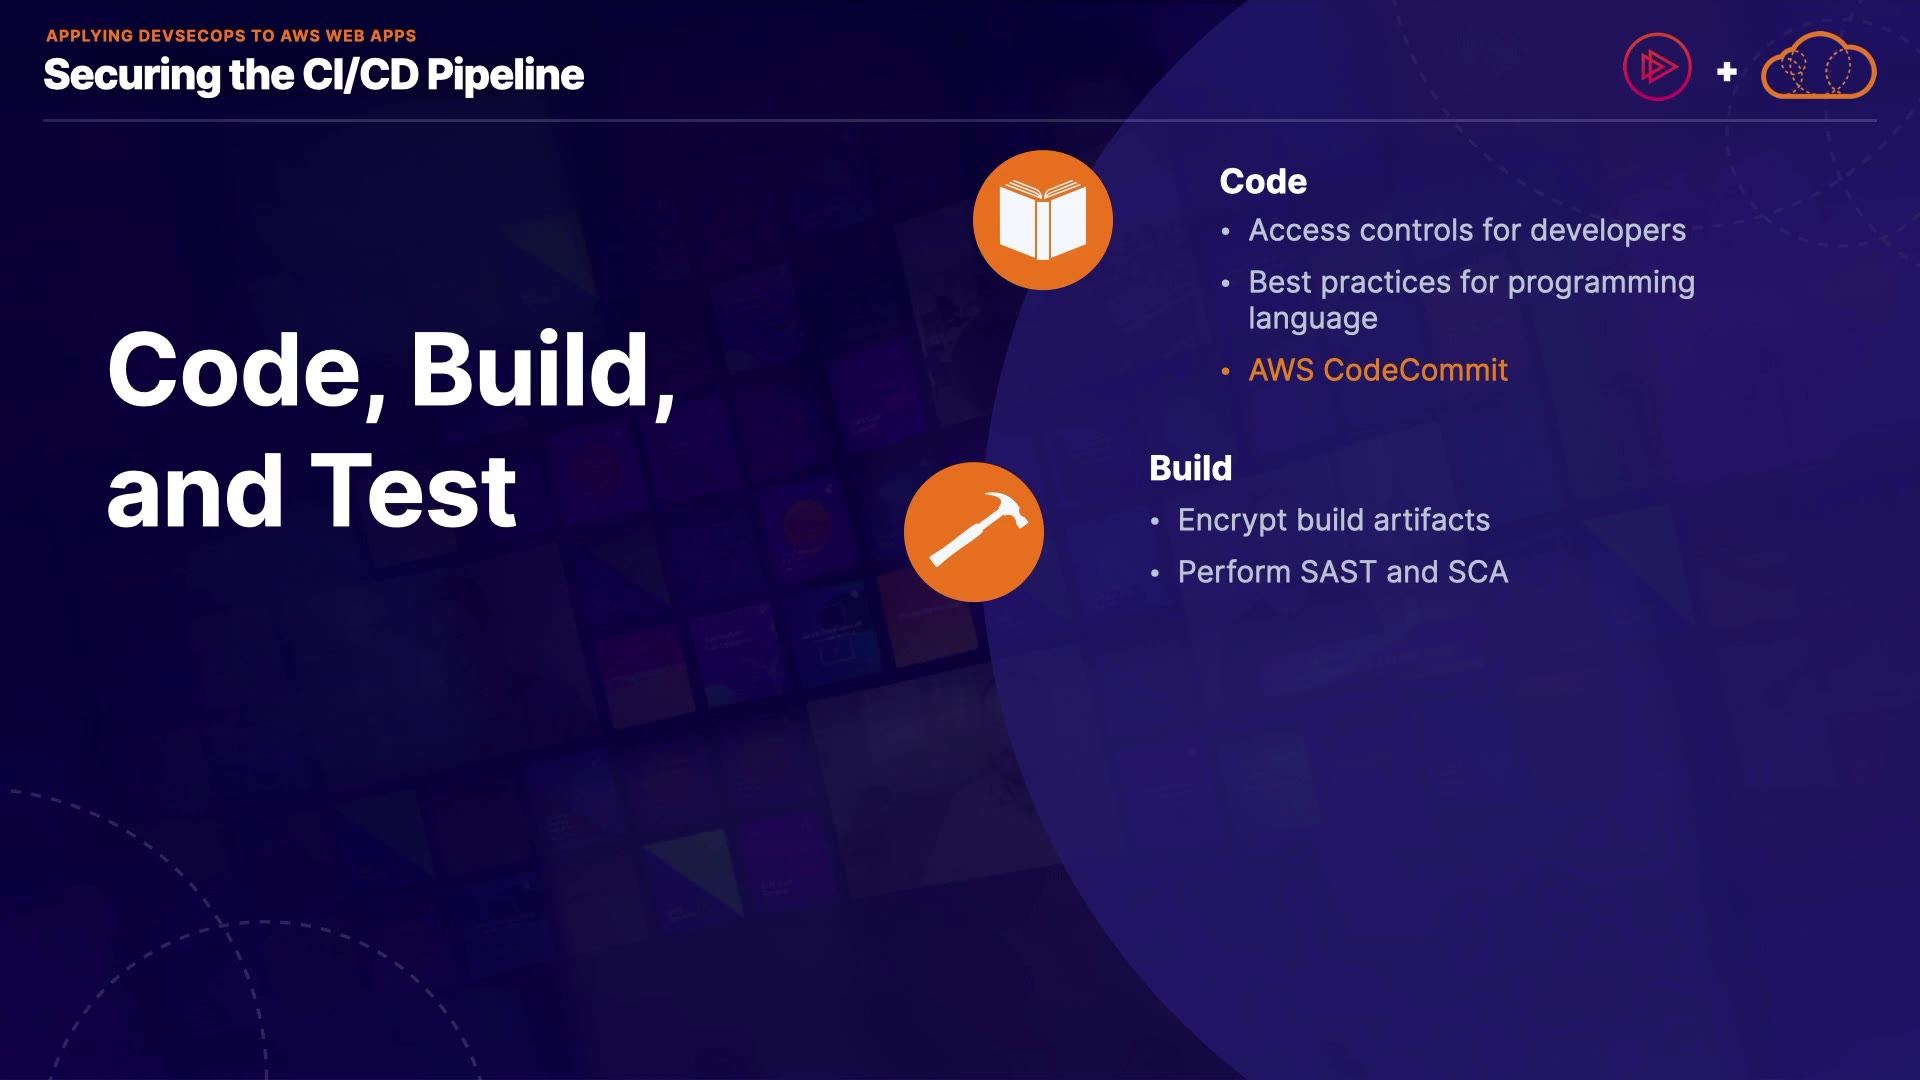 APPLYING DEVSECOPS TO AWS WEB APPS
Securing the CI/CD Pipeline
Code, Build,
and Test
Code
• Access controls for developers
• Best practices for programming
language
• AWS CodeCommit
Build
• Encrypt build artifacts
• Perform SAST and SCA